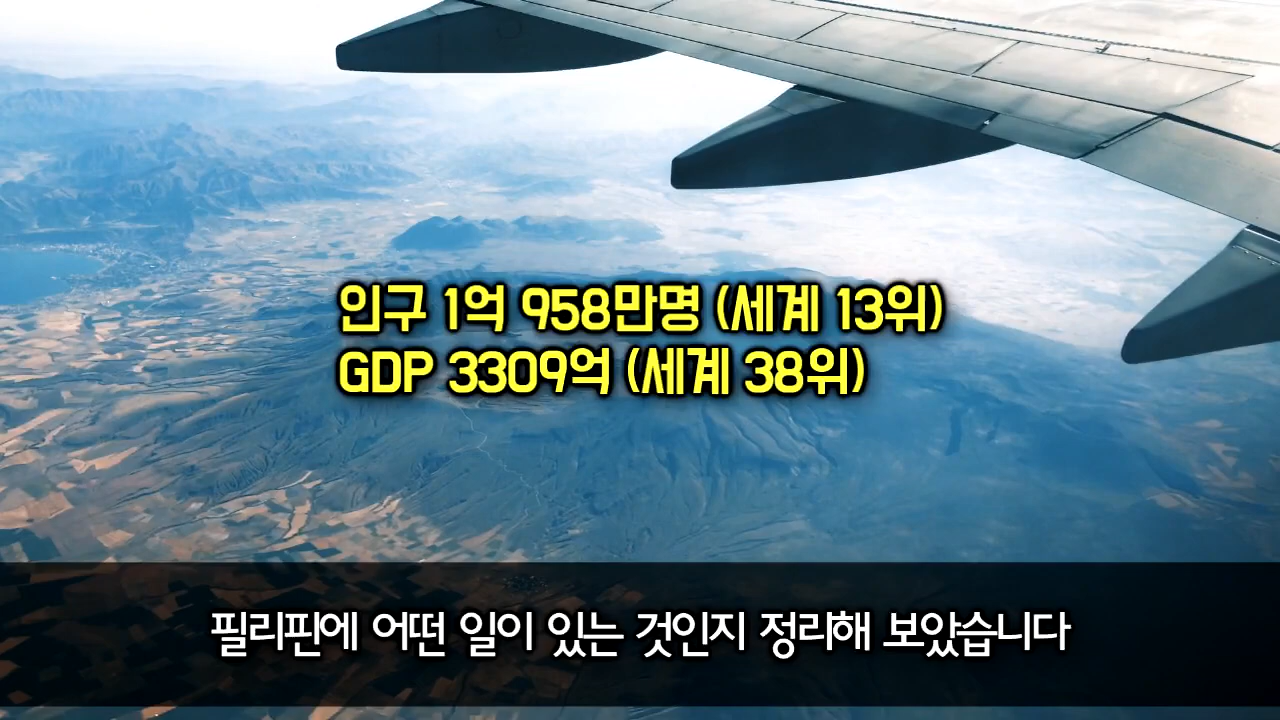 인구 1억 958만명 (세계 13위)
GDP 3309억 (세계 38위)
필리핀에 어떤 일이 있는 것인지 정리해 보았습니다